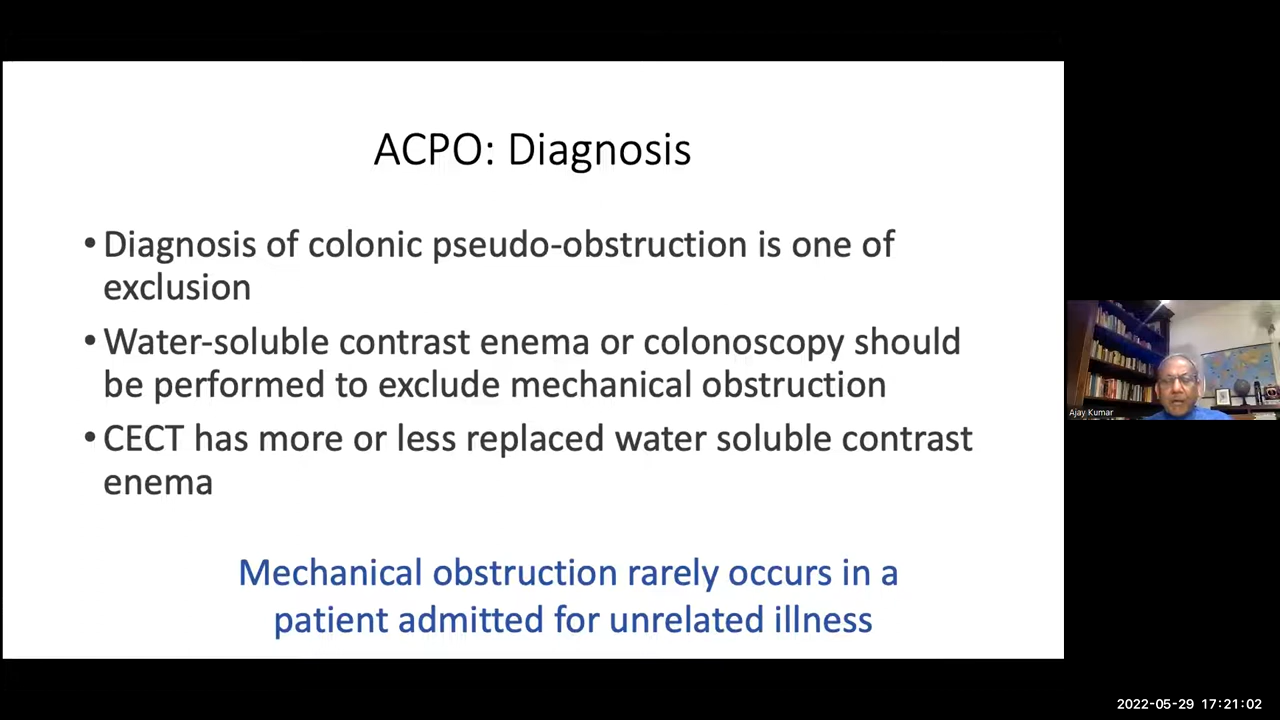 ACPO: Diagnosis
• Diagnosis of colonic pseudo-obstruction is one of
exclusion
• Water-soluble contrast enema or colonoscopy should
be performed to exclude mechanical obstruction
• CECT has more or less replaced water soluble contrast
enema
Mechanical obstruction rarely occurs in a
patient admitted for unrelated illness
Ajay Kumar
2022-05-29 17:21:02